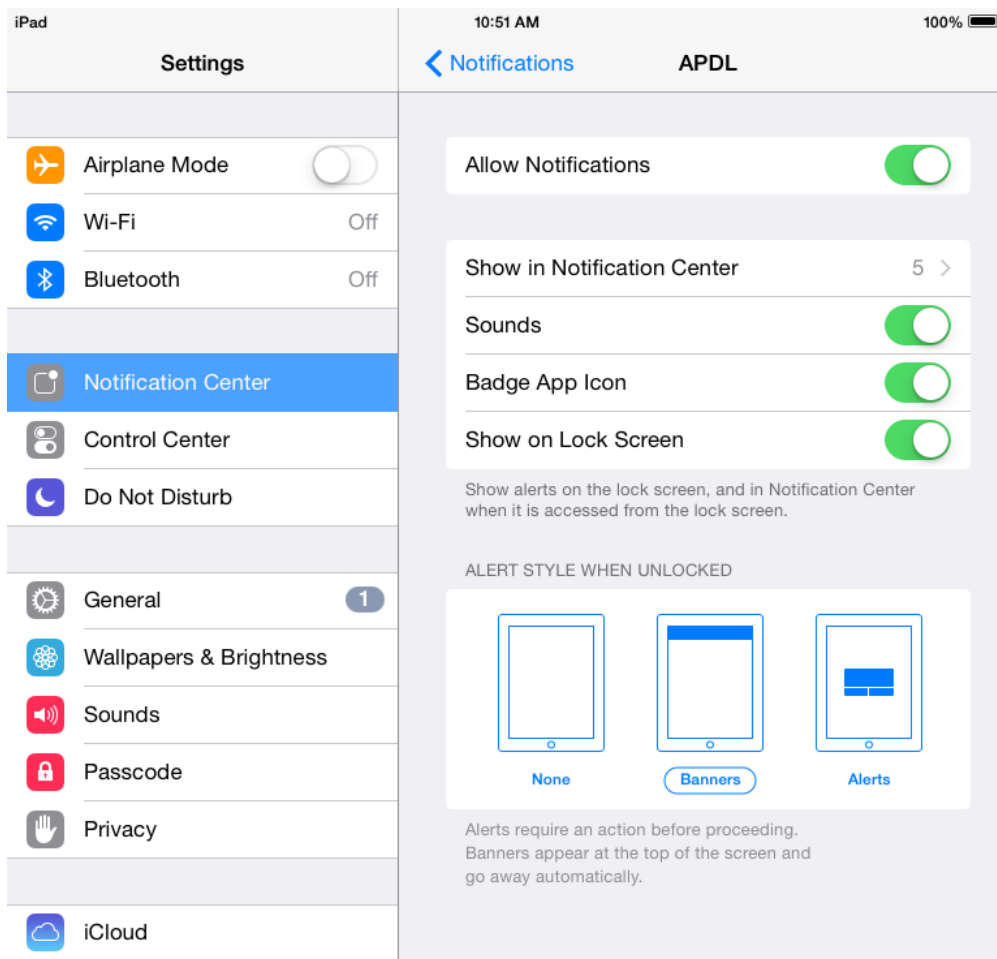 iPad 10:51 AM 100%
Settings
Airplane Mode
Wi-Fi Off
Bluetooth Off
Notification Center
Control Center
Do Not Disturb
General 1
Wallpapers & Brightness
Sounds
Passcode
Privacy
iCloud
Notifications APDL
Allow Notifications
Show in Notification Center 5
Sounds
Badge App Icon
Show on Lock Screen
Show alerts on the lock screen, and in Notification Center
when it is accessed from the lock screen.
ALERT STYLE WHEN UNLOCKED
None Banners Alerts
Alerts require an action before proceeding.
Banners appear at the top of the screen and
go away automatically.